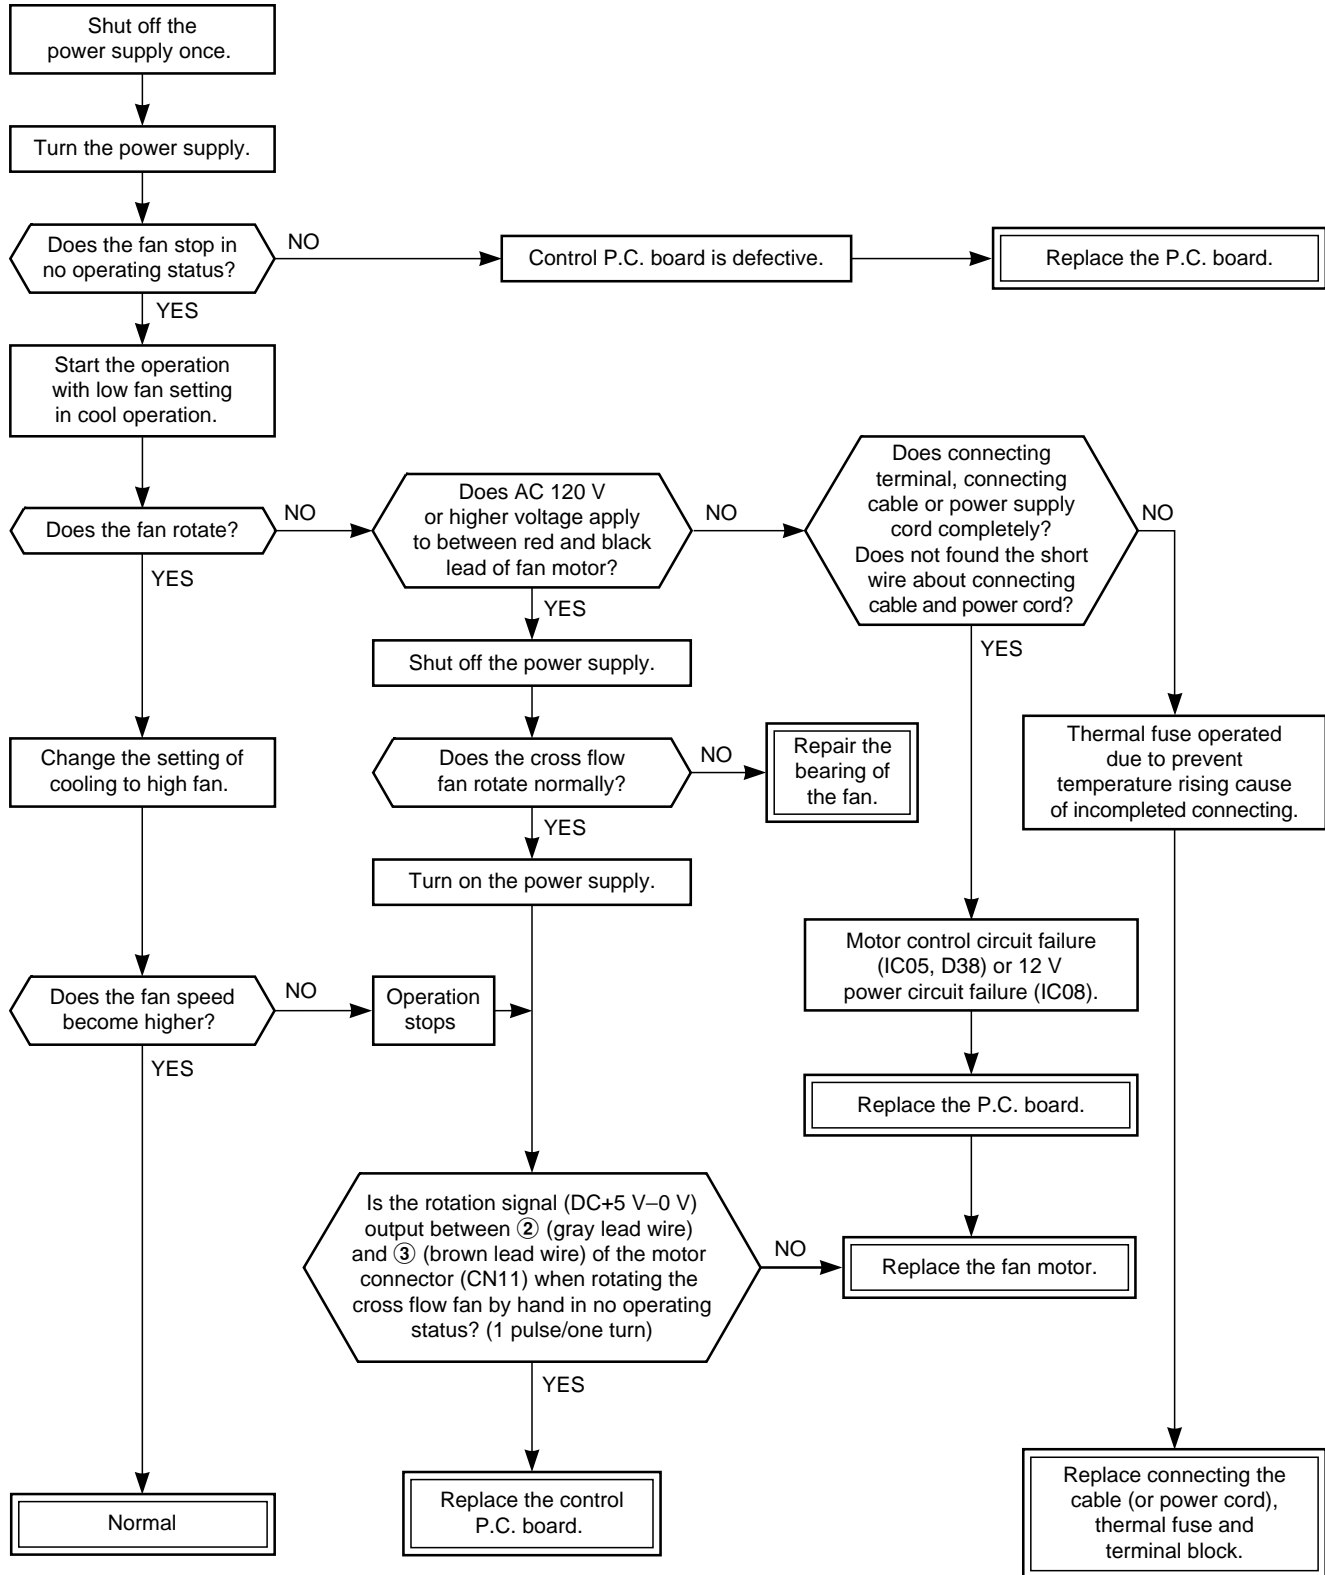 Shut off the
power supply once.
Turn the power supply.
Does the fan stop in
no operating status?
NO
Control P.C. board is defective.
Replace the P.C. board.
YES
Start the operation
with low fan setting
in cool operation.
Does the fan rotate?
NO
Does AC 120 V
or higher voltage apply
to between red and black
lead of fan motor?
NO
Does connecting
terminal, connecting
cable or power supply
cord completely?
Does not found the short
wire about connecting
cable and power cord?
NO
YES
YES
YES
Shut off the power supply.
Change the setting of
cooling to high fan.
Does the cross flow
fan rotate normally?
NO
Repair the
bearing of
the fan.
Thermal fuse operated
due to prevent
temperature rising cause
of incompleted connecting.
YES
Turn on the power supply.
Motor control circuit failure
(IC05, D38) or 12 V
power circuit failure (IC08).
Does the fan speed
become higher?
NO
Operation
stops
YES
Replace the P.C. board.
Is the rotation signal (DC+5 V–0 V)
output between ② (gray lead wire)
and ③ (brown lead wire) of the motor
connector (CN11) when rotating the
cross flow fan by hand in no operating
status? (1 pulse/one turn)
NO
Replace the fan motor.
YES
Normal
Replace the control
P.C. board.
Replace connecting the
cable (or power cord),
thermal fuse and
terminal block.